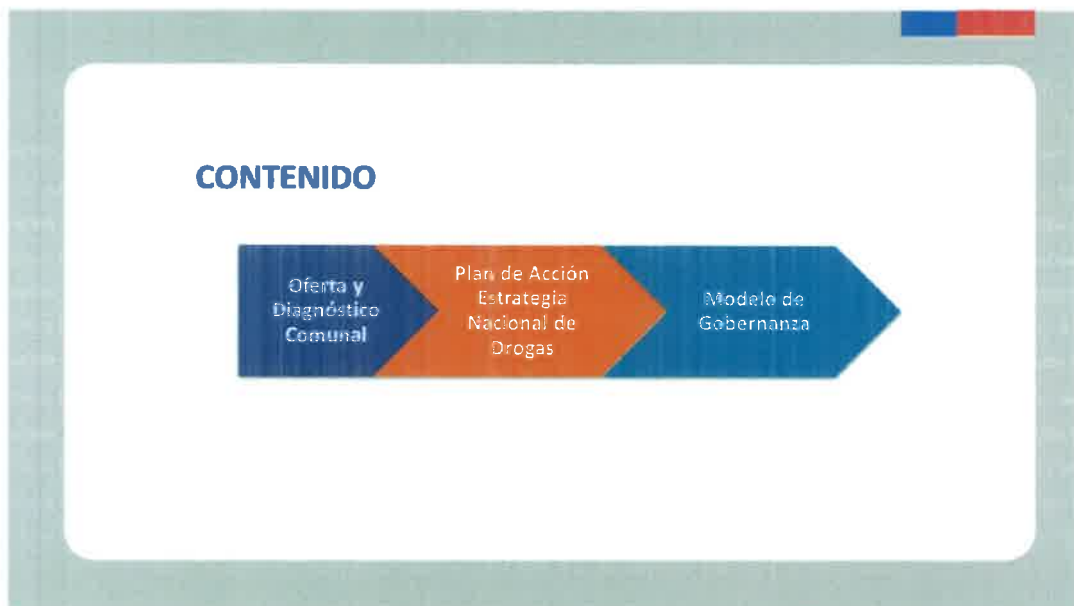 CONTENIDO
Oferta y
Diagnóstico
Comunal
Plan de Acción
Estrategia
Nacional de
Drogas
Modelo de
Gobernanza